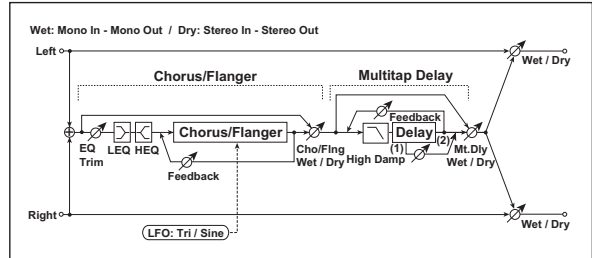 Wet: Mono In - Mono Out / Dry: Stereo In - Stereo Out
Left
Wet / Dry
Chorus/Flanger
Multitap Delay
EQ
Trim
LEQ
HEQ
Chorus/Flanger
Feedback
Cho/Flng
Wet / Dry
Feedback
High Damp
Delay
(1)
(2)
Mt.Dly
Wet / Dry
Right
LFO: Tri / Sine
Wet / Dry